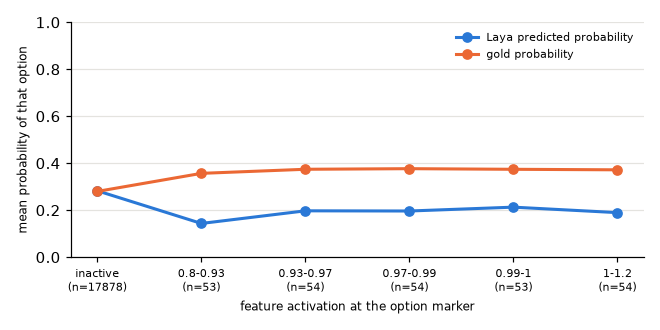 Laya predicted probability
gold probability
mean probability of that option
1.0
0.8
0.6
0.4
0.2
0.0
inactive
(n=17878)
0.8-0.93
(n=53)
0.93-0.97
(n=54)
0.97-0.99
(n=54)
0.99-1
(n=53)
1-1.2
(n=54)
feature activation at the option marker